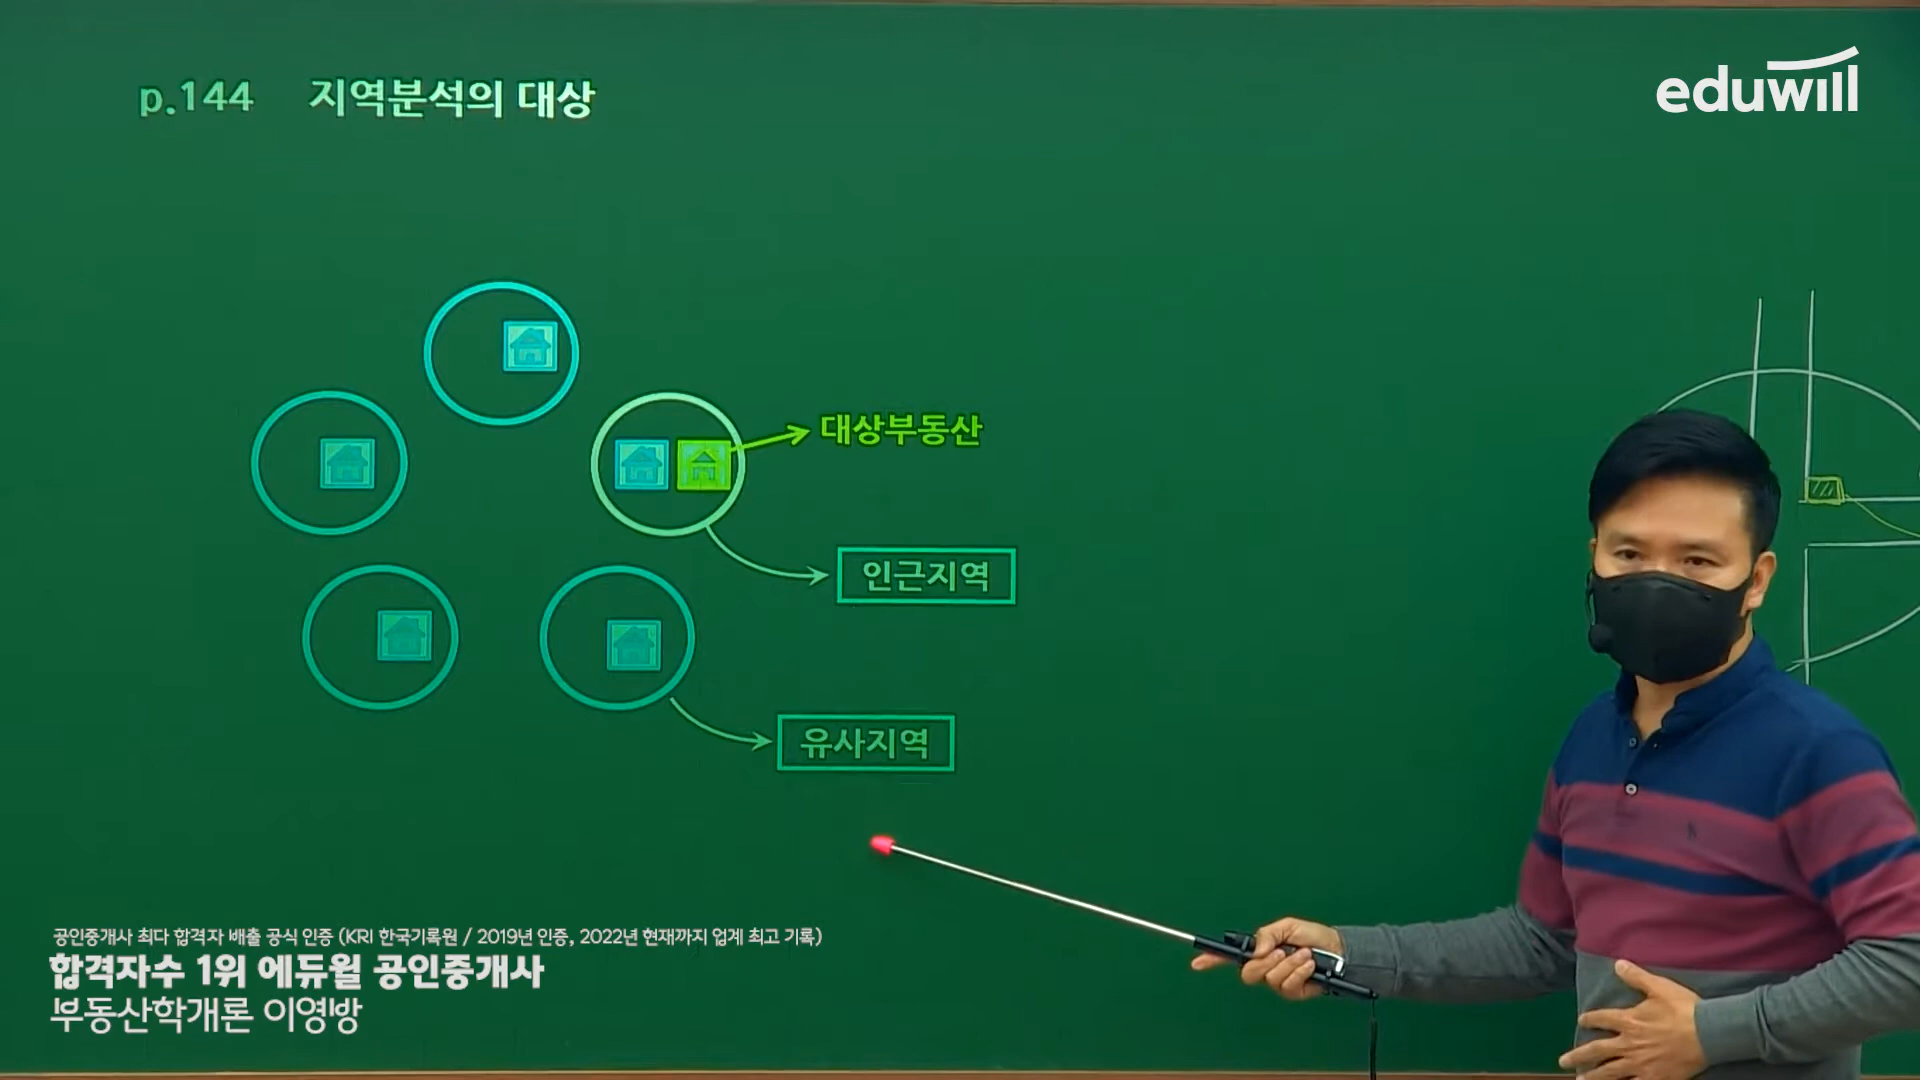 p.144 지역분석의 대상
eduwill
대상부동산
인근지역
유사지역
공인중개사 최다 합격자 배출 공식 인증 (KRI 한국기록원 / 2019년 인증, 2022년 현재까지 업계 최고 기록)
합격자수 1위 에듀윌 공인중개사
부동산학개론 이영방